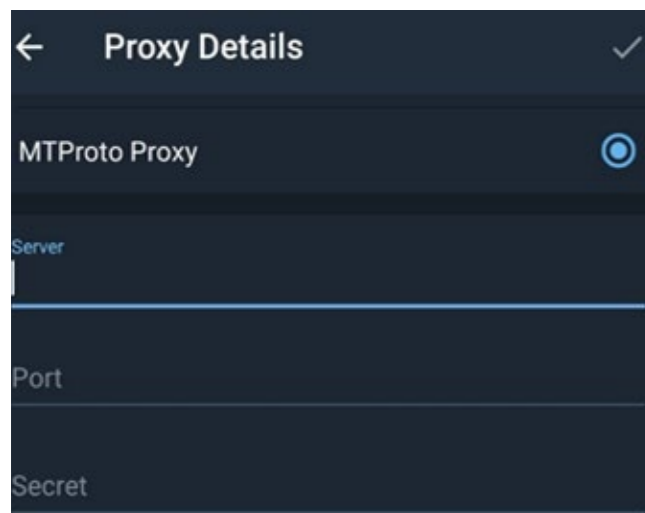 Proxy Details
MTProto Proxy
Server
Port
Secret